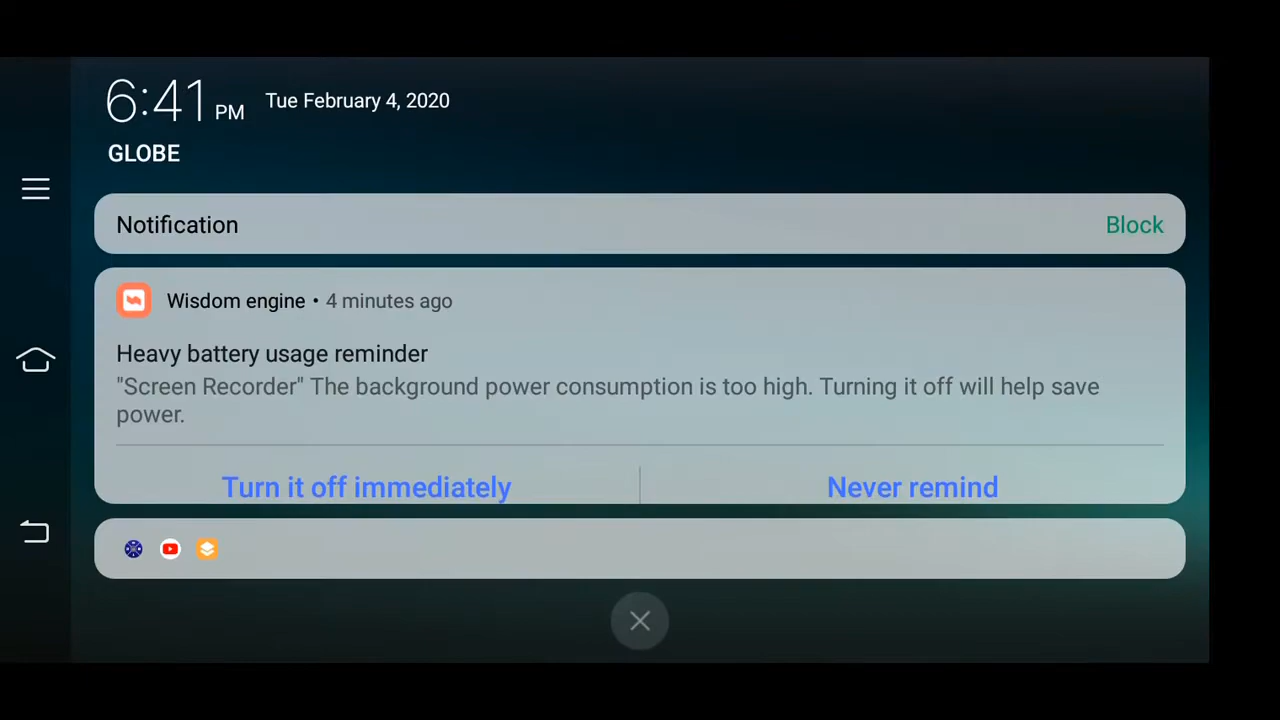 6:41 PM Tue February 4, 2020
GLOBE
Notification Block
Wisdom engine • 4 minutes ago
Heavy battery usage reminder
"Screen Recorder" The background power consumption is too high. Turning it off will help save
power.
Turn it off immediately Never remind